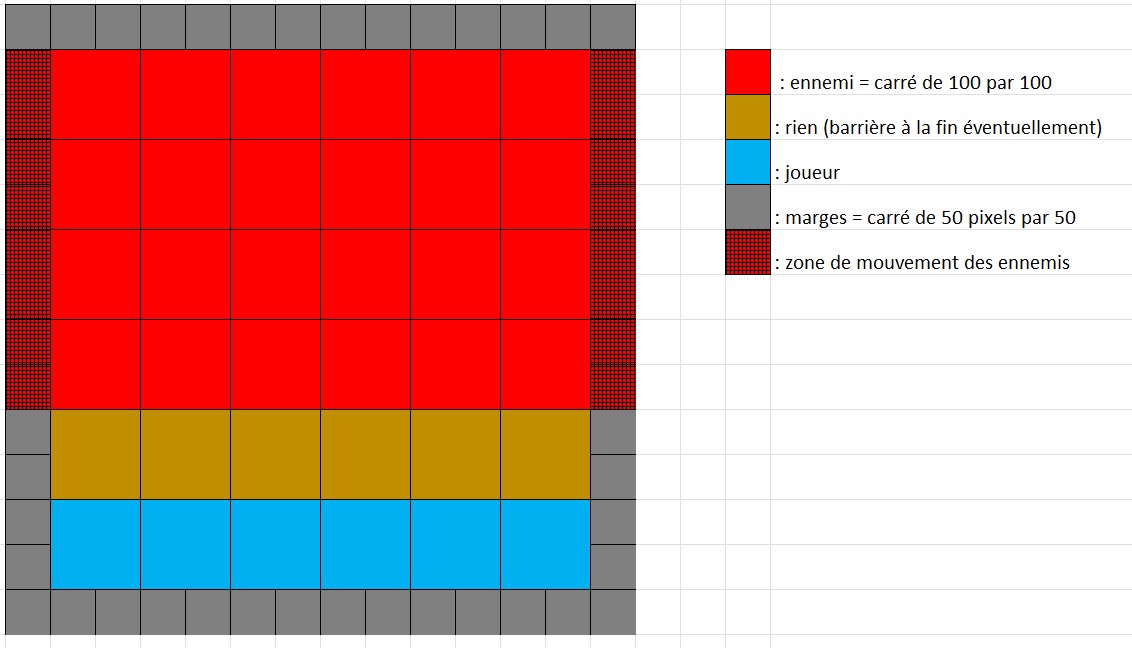 : ennemi = carré de 100 par 100
: rien (barrière à la fin éventuellement)
: joueur
: marges = carré de 50 pixels par 50
: zone de mouvement des ennemis